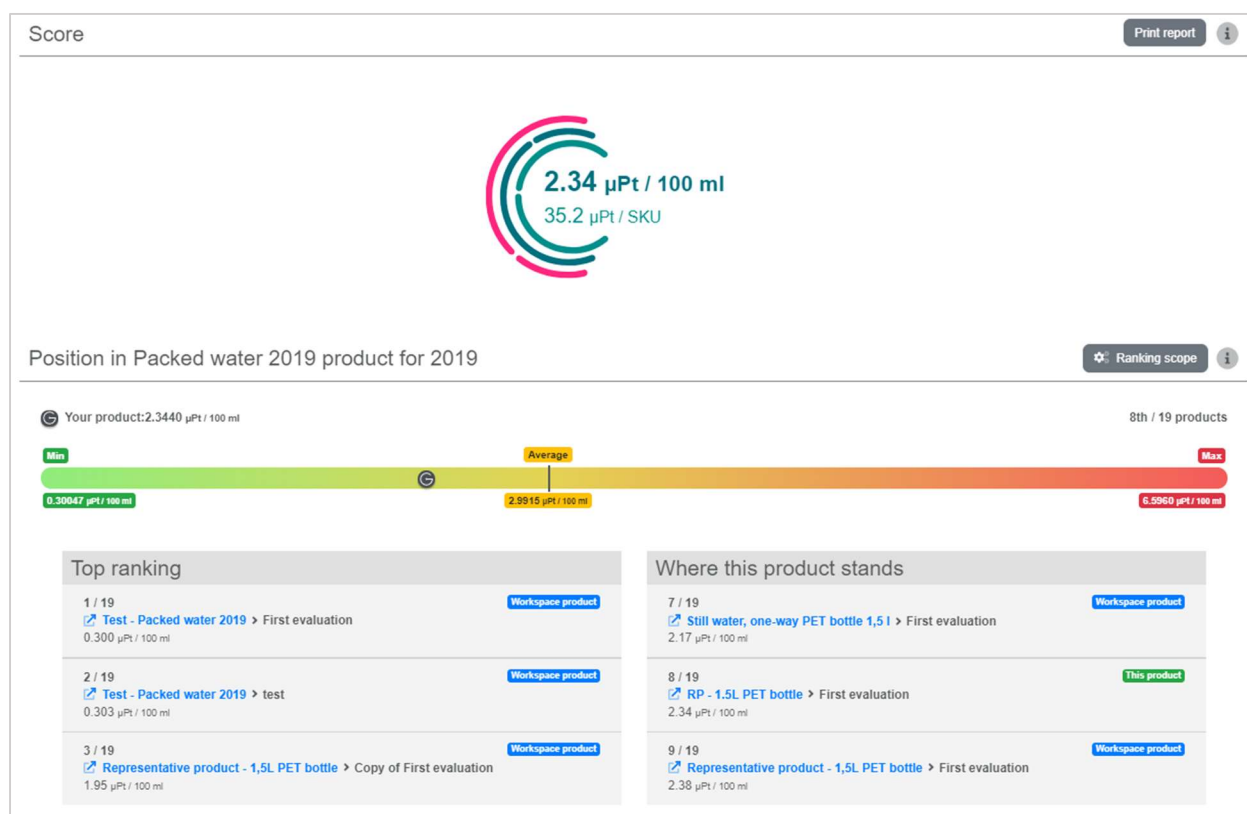 Score
Print report
i
2.34 µPt / 100 ml
35.2 µPt / SKU
Position in Packed water 2019 product for 2019
Ranking scope
i
G Your product:2.3440 µPt / 100 ml
8th / 19 products
Min
Average
Max
G
0.30047 µPt / 100 ml
2.9915 µPt / 100 ml
6.5960 µPt / 100 ml
Top ranking
1 / 19
Workspace product
Test - Packed water 2019 > First evaluation
0.300 µPt / 100 ml
2 / 19
Workspace product
Test - Packed water 2019 > test
0.303 µPt / 100 ml
3 / 19
Workspace product
Representative product - 1,5L PET bottle > Copy of First evaluation
1.95 µPt / 100 ml
Where this product stands
7 / 19
Workspace product
Still water, one-way PET bottle 1,5 l > First evaluation
2.17 µPt / 100 ml
8 / 19
This product
RP - 1.5L PET bottle > First evaluation
2.34 µPt / 100 ml
9 / 19
Workspace product
Representative product - 1,5L PET bottle > First evaluation
2.38 µPt / 100 ml